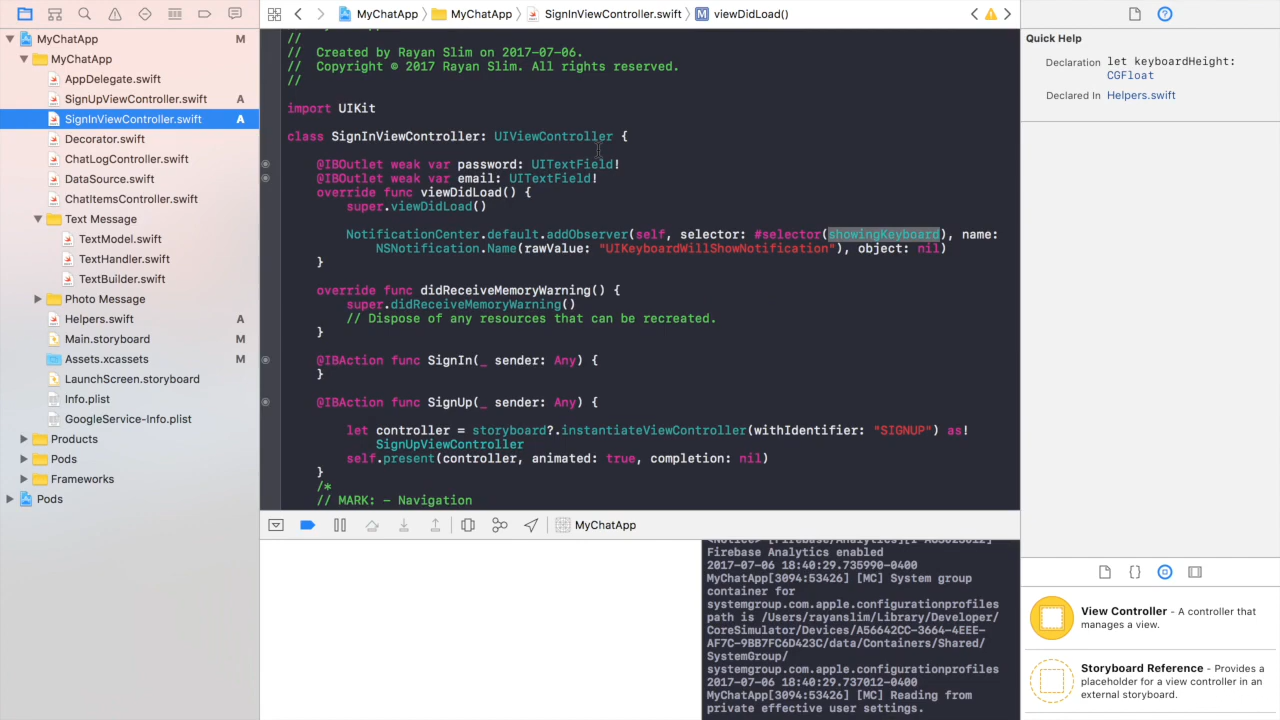 MyChatApp
MyChatApp
SignInViewController.swift
M
viewDidLoad()
MyChatApp
M
MyChatApp
AppDelegate.swift
SignUpViewController.swift
A
SignInViewController.swift
A
Decorator.swift
ChatLogController.swift
DataSource.swift
ChatItemsController.swift
Text Message
TextModel.swift
TextHandler.swift
TextBuilder.swift
Photo Message
Helpers.swift
A
Main.storyboard
M
Assets.xcassets
M
LaunchScreen.storyboard
Info.plist
GoogleService-Info.plist
Products
Pods
Frameworks
Pods
//
//  Created by Rayan Slim on 2017-07-06.
//  Copyright © 2017 Rayan Slim. All rights reserved.
//
import UIKit
class SignInViewController: UIViewController {
@IBOutlet weak var password: UITextField!
@IBOutlet weak var email: UITextField!
override func viewDidLoad() {
super.viewDidLoad()
NotificationCenter.default.addObserver(self, selector: #selector(showingKeyboard), name:
NSNotification.Name(rawValue: "UIKeyboardWillShowNotification"), object: nil)
}
override func didReceiveMemoryWarning() {
super.didReceiveMemoryWarning()
// Dispose of any resources that can be recreated.
}
@IBAction func SignIn(_ sender: Any) {
}
@IBAction func SignUp(_ sender: Any) {
let controller = storyboard?.instantiateViewController(withIdentifier: "SIGNUP") as!
SignUpViewController
self.present(controller, animated: true, completion: nil)
}
/*
// MARK: - Navigation
MyChatApp
Firebase Analytics enabled
2017-07-06 18:40:29.735990-0400
MyChatApp[3094:53426] [MC] System group
container for
systemgroup.com.apple.configurationprofiles
path is /Users/rayanslim/Library/Developer/
CoreSimulator/Devices/A56642CC-3664-4EEE-
AF7C-9BB7FC6D423C/data/Containers/Shared/
SystemGroup/
systemgroup.com.apple.configurationprofiles
2017-07-06 18:40:29.737012-0400
MyChatApp[3094:53426] [MC] Reading from
private effective user settings.
Quick Help
Declaration let keyboardHeight:
CGFloat
Declared In Helpers.swift
View Controller - A controller that
manages a view.
Storyboard Reference - Provides a
placeholder for a view controller in an
external storyboard.